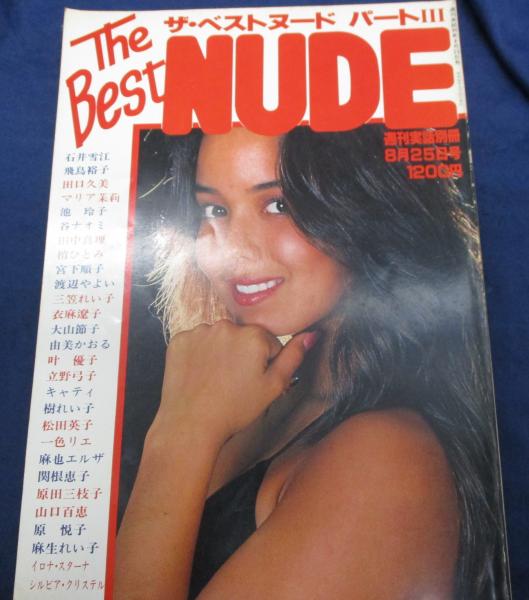 ザ・ベストヌード パートIII
The
Best
NUDE
週刊実話別冊
8月25日号
1200円
石井雪江
飛鳥裕子
田口久美
マリア茉莉
池 玲子
谷ナオミ
田中真理
檀ひとみ
宮下順子
渡辺やよい
三笠れい子
衣麻遼子
大山節子
由美かおる
叶 優子
立野弓子
キャティ
樹れい子
松田英子
一色リエ
麻也エルザ
関根恵子
原田三枝子
山口百恵
原 悦子
麻生れい子
イロナ・スターナ
シルビア・クリステル